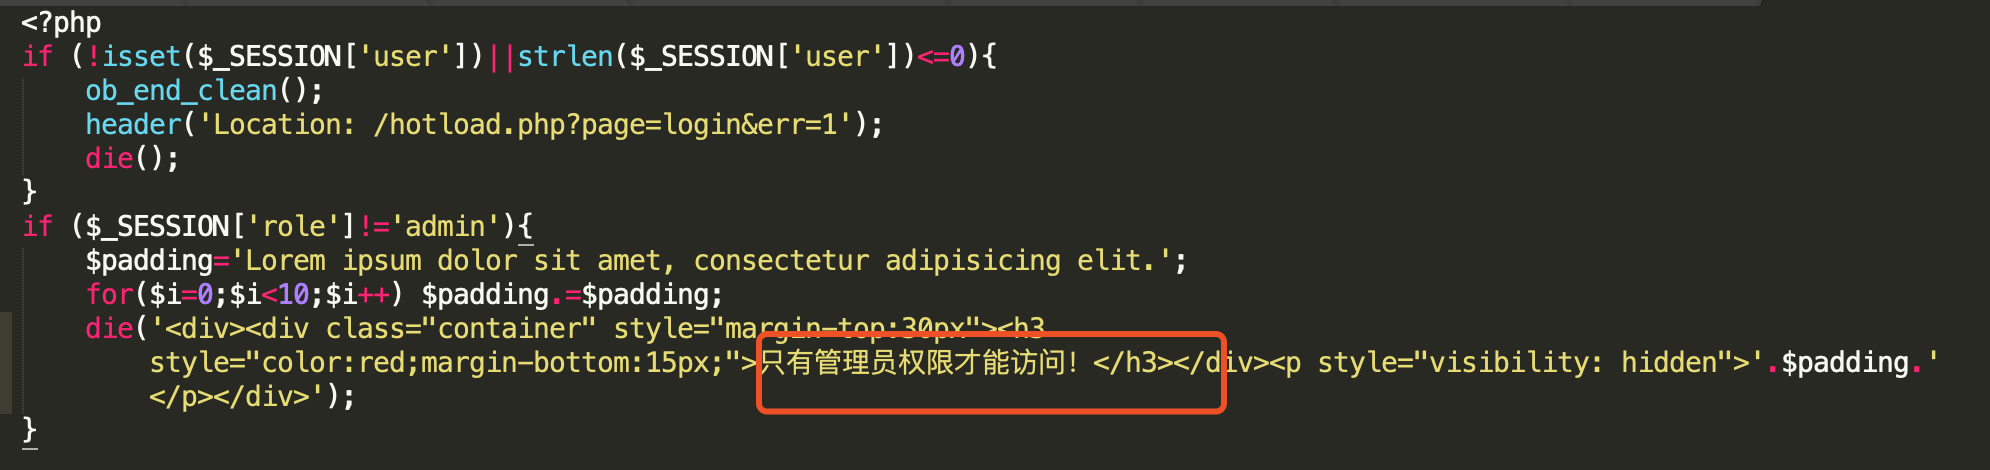 <?php
if (!isset($_SESSION['user'])||strlen($_SESSION['user'])<=0){
    ob_end_clean();
    header('Location: /hotload.php?page=login&err=1');
    die();
}
if ($_SESSION['role']!='admin'){
    $padding='Lorem ipsum dolor sit amet, consectetur adipisicing elit.';
    for($i=0;$i<10;$i++) $padding.=$padding;
    die('<div><div class="container" style="margin-top:30px"><h3
        style="color:red;margin-bottom:15px;">只有管理员权限才能访问！</h3></div><p style="visibility: hidden">'.$padding.'
        </p></div>');
}